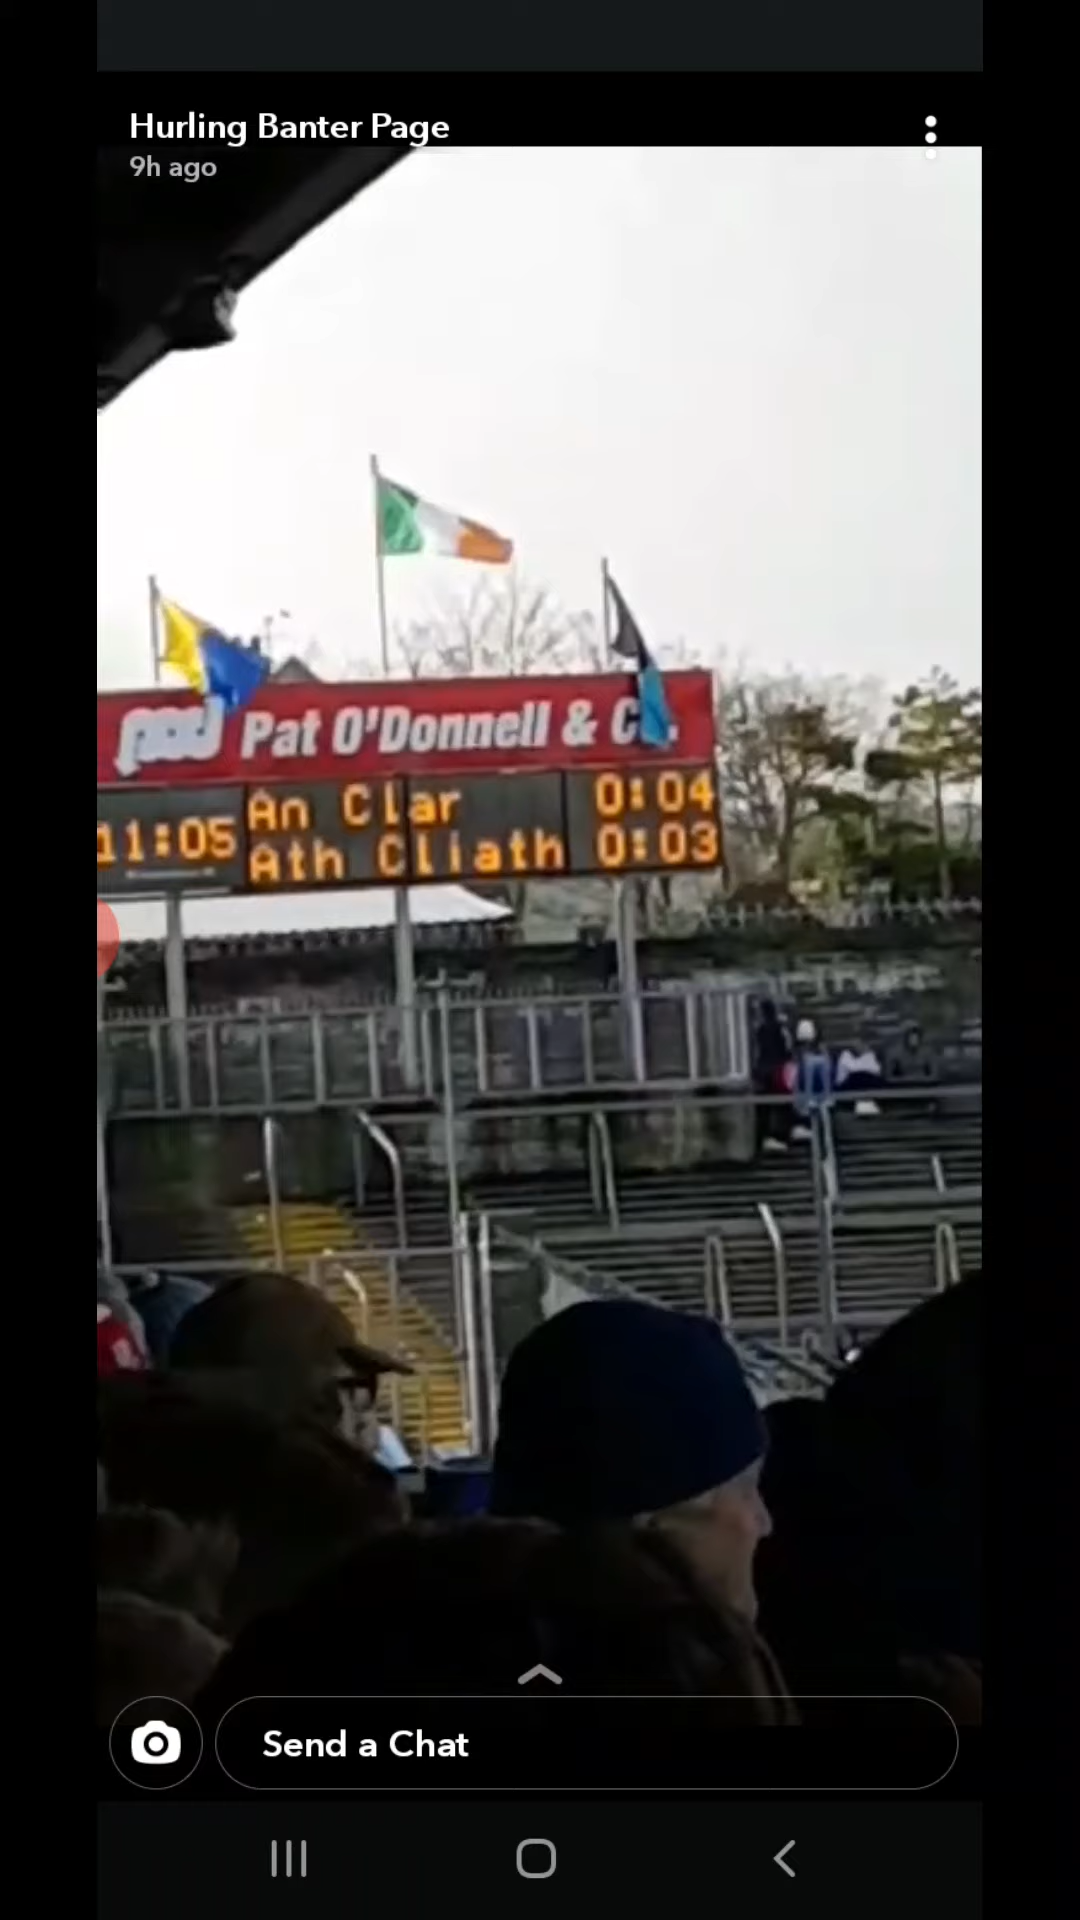 Hurling Banter Page
9h ago
Pat O'Donnell & C
11:05
An Clar 0:04
Ath Cliath 0:03
Send a Chat